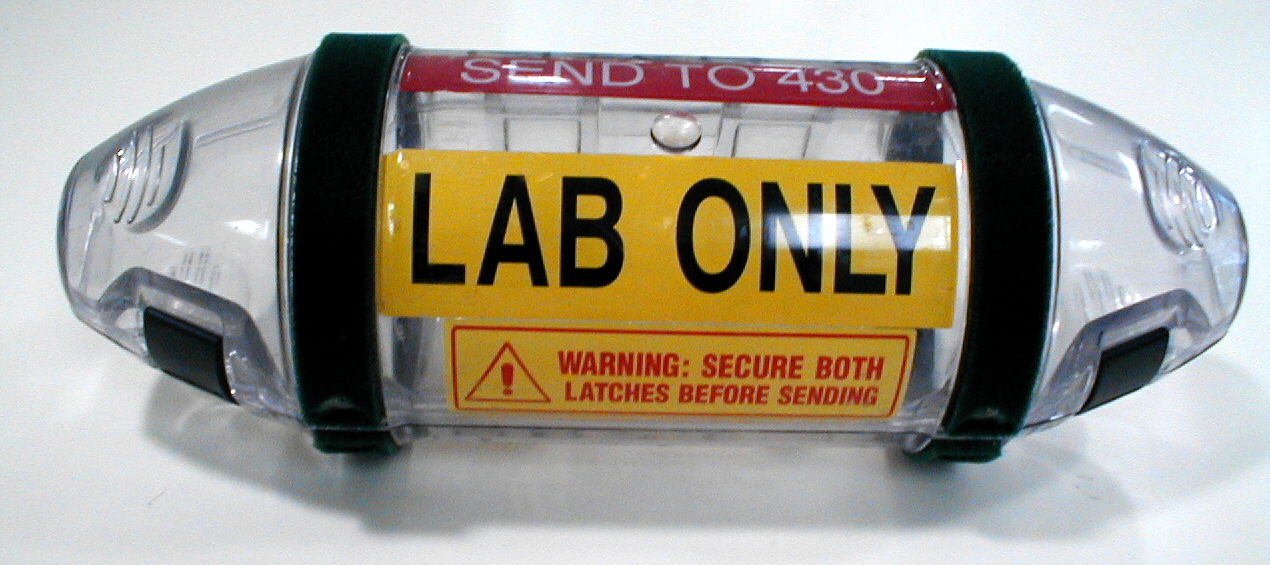 SEND TO 430
LAB ONLY
WARNING: SECURE BOTH
LATCHES BEFORE SENDING